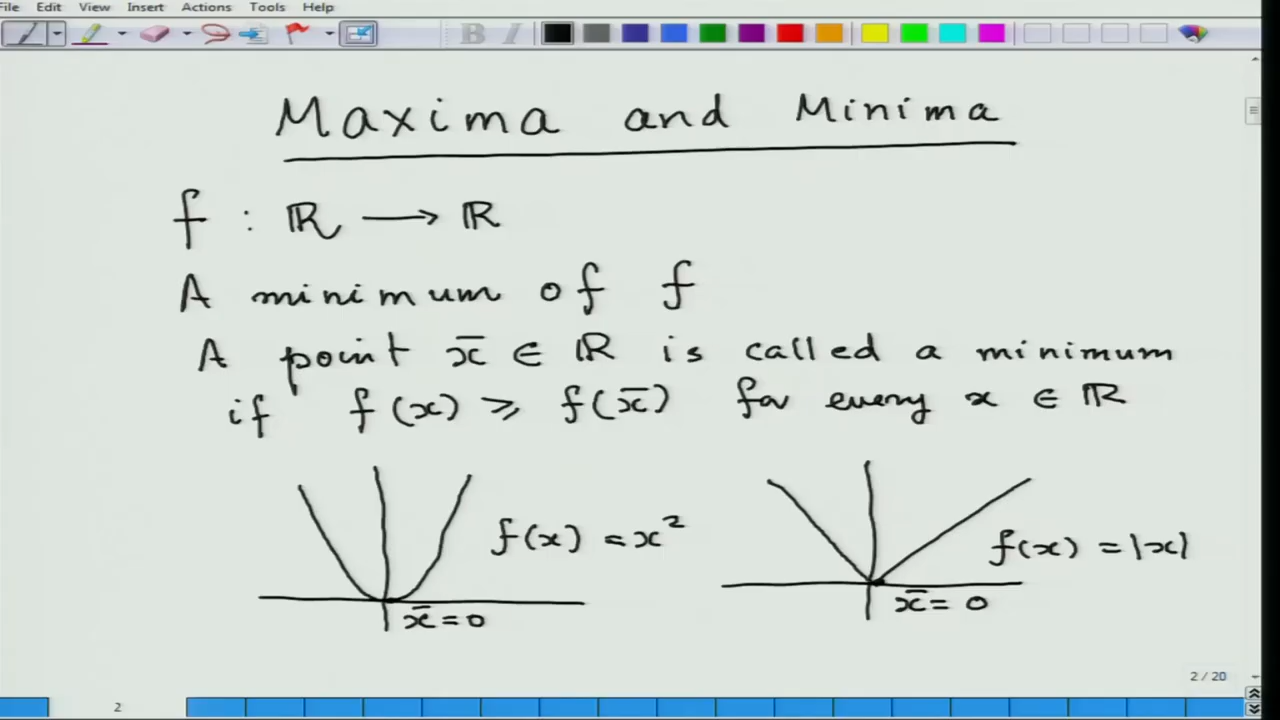 File Edit View Insert Actions Tools Help
B I
Maxima and Minima
f : ℝ ⟶ ℝ
A minimum of f
A point x̄ ∈ ℝ is called a minimum
if f(x) ⩾ f(x̄) for every x ∈ ℝ
f(x) = x²
f(x) = |x|
x̄ = 0
x̄ = 0
2 / 20
2